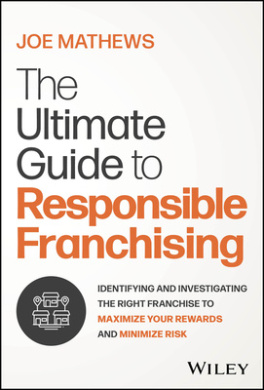 JOE MATHEWS
The
Ultimate
Guide to
Responsible
Franchising
IDENTIFYING AND INVESTIGATING
THE RIGHT FRANCHISE TO
MAXIMIZE YOUR REWARDS
AND MINIMIZE RISK
WILEY